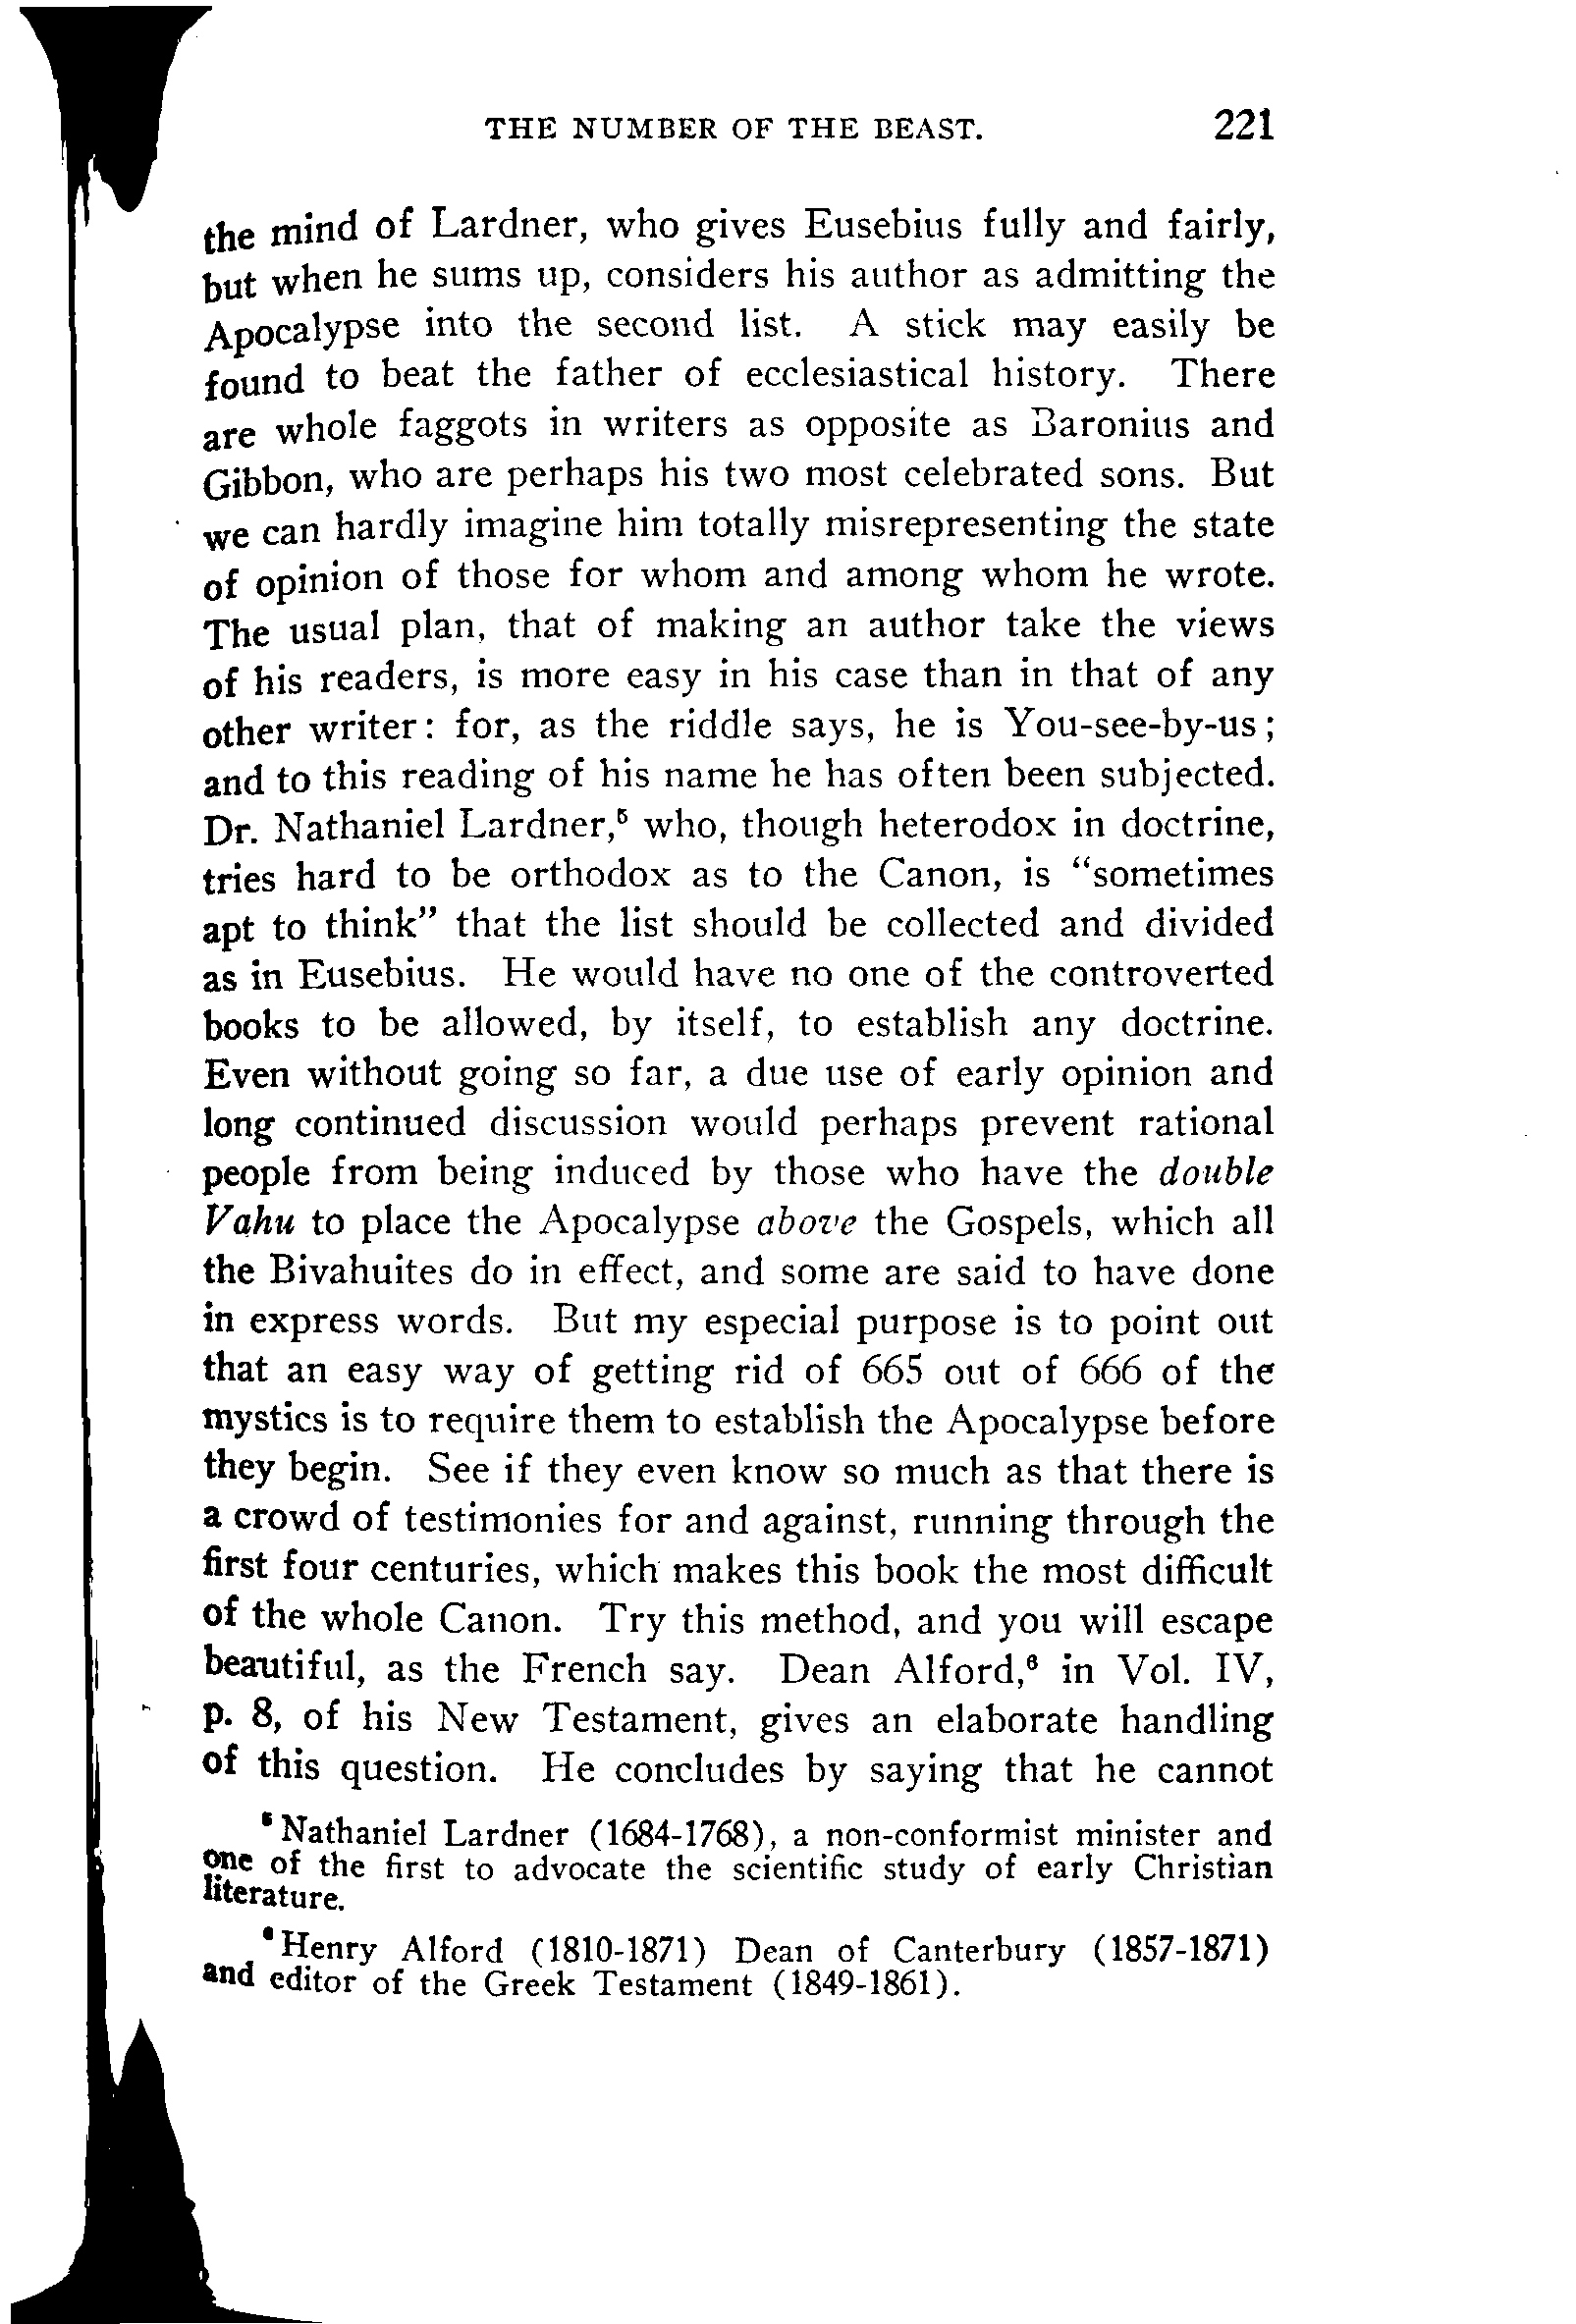 THE NUMBER OF THE BEAST. 221
the mind of Lardner, who gives Eusebius fully and fairly,
but when he sums up, considers his author as admitting the
Apocalypse into the second list. A stick may easily be
found to beat the father of ecclesiastical history. There
are whole faggots in writers as opposite as Baronius and
Gibbon, who are perhaps his two most celebrated sons. But
we can hardly imagine him totally misrepresenting the state
of opinion of those for whom and among whom he wrote.
The usual plan, that of making an author take the views
of his readers, is more easy in his case than in that of any
other writer: for, as the riddle says, he is You-see-by-us;
and to this reading of his name he has often been subjected.
Dr. Nathaniel Lardner,⁵ who, though heterodox in doctrine,
tries hard to be orthodox as to the Canon, is “sometimes
apt to think” that the list should be collected and divided
as in Eusebius. He would have no one of the controverted
books to be allowed, by itself, to establish any doctrine.
Even without going so far, a due use of early opinion and
long continued discussion would perhaps prevent rational
people from being induced by those who have the double
Vahu to place the Apocalypse above the Gospels, which all
the Bivahuites do in effect, and some are said to have done
in express words. But my especial purpose is to point out
that an easy way of getting rid of 665 out of 666 of the
mystics is to require them to establish the Apocalypse before
they begin. See if they even know so much as that there is
a crowd of testimonies for and against, running through the
first four centuries, which makes this book the most difficult
of the whole Canon. Try this method, and you will escape
beautiful, as the French say. Dean Alford,⁶ in Vol. IV,
p. 8, of his New Testament, gives an elaborate handling
of this question. He concludes by saying that he cannot
⁵ Nathaniel Lardner (1684-1768), a non-conformist minister and
one of the first to advocate the scientific study of early Christian
literature.
⁶ Henry Alford (1810-1871) Dean of Canterbury (1857-1871)
and editor of the Greek Testament (1849-1861).